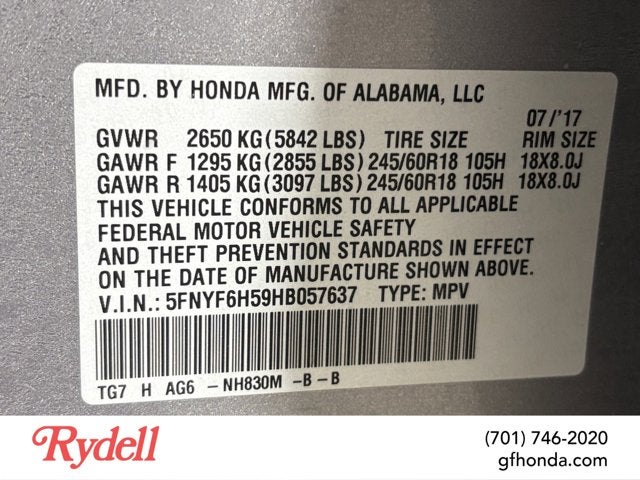 MFD. BY HONDA MFG. OF ALABAMA, LLC
07/'17
GVWR 2650 KG(5842 LBS) TIRE SIZE RIM SIZE
GAWR F 1295 KG(2855 LBS)245/60R18 105H 18X8.0J
GAWR R 1405 KG(3097 LBS)245/60R18 105H 18X8.0J
THIS VEHICLE CONFORMS TO ALL APPLICABLE
FEDERAL MOTOR VEHICLE SAFETY
AND THEFT PREVENTION STANDARDS IN EFFECT
ON THE DATE OF MANUFACTURE SHOWN ABOVE.
V.I.N.: 5FNYF6H59HB057637 TYPE: MPV
TG7 H AG6 -NH830M -B-B
Rydell
(701) 746-2020
gfhonda.com